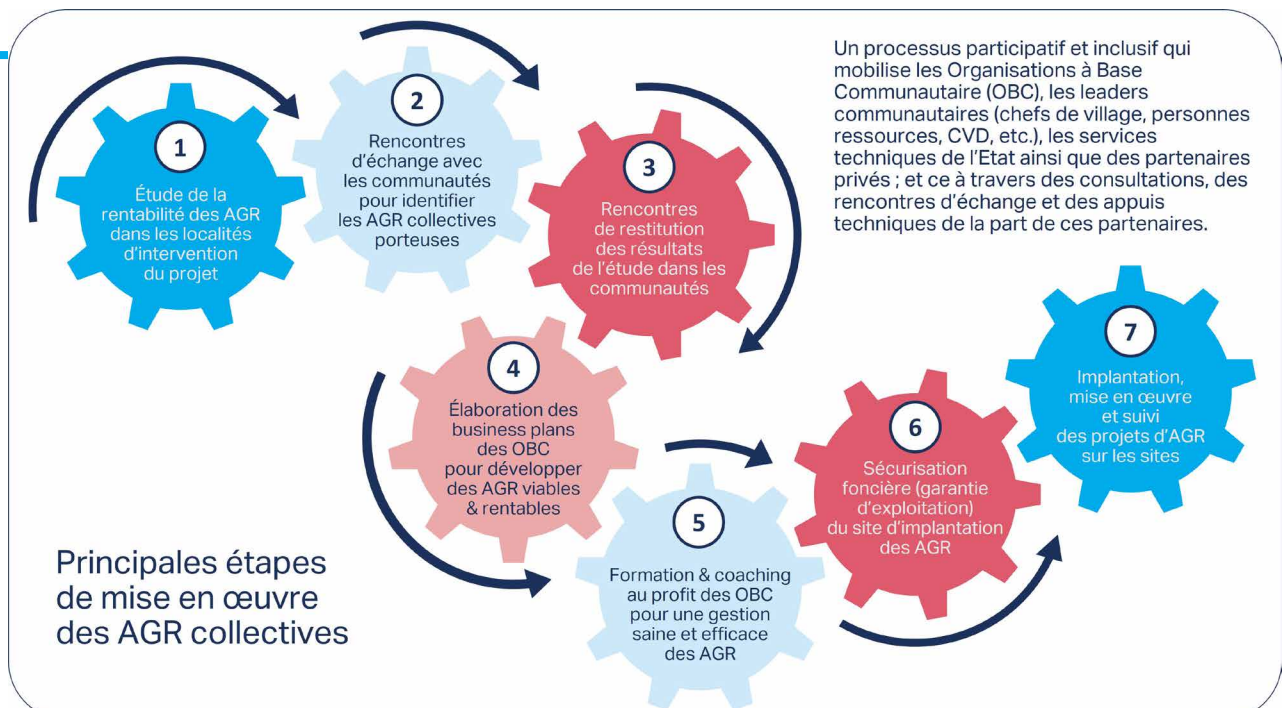 1
Étude de la
rentabilité des AGR
dans les localités
d'intervention
du projet
2
Rencontres
d'échange avec
les communautés
pour identifier
les AGR collectives
porteuses
3
Rencontres
de restitution
des résultats
de l'étude dans les
communautés
Un processus participatif et inclusif qui
mobilise les Organisations à Base
Communautaire (OBC), les leaders
communautaires (chefs de village, personnes
ressources, CVD, etc.), les services
techniques de l'Etat ainsi que des partenaires
privés ; et ce à travers des consultations, des
rencontres d'échange et des appuis
techniques de la part de ces partenaires.
4
Élaboration des
business plans
des OBC
pour développer
des AGR viables
& rentables
5
Formation & coaching
au profit des OBC
pour une gestion
saine et efficace
des AGR
6
Sécurisation
foncière (garantie
d'exploitation)
du site d'implantation
des AGR
7
Implantation,
mise en œuvre
et suivi
des projets d'AGR
sur les sites
Principales étapes
de mise en œuvre
des AGR collectives